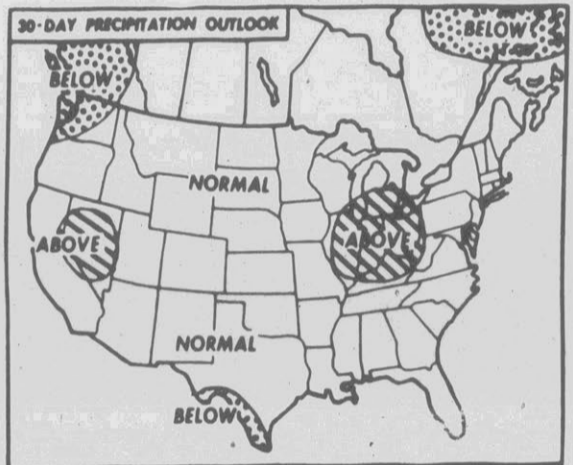 30-DAY PRECIPITATION OUTLOOK
BELOW
BELOW
NORMAL
ABOVE
ABOVE
NORMAL
BELOW